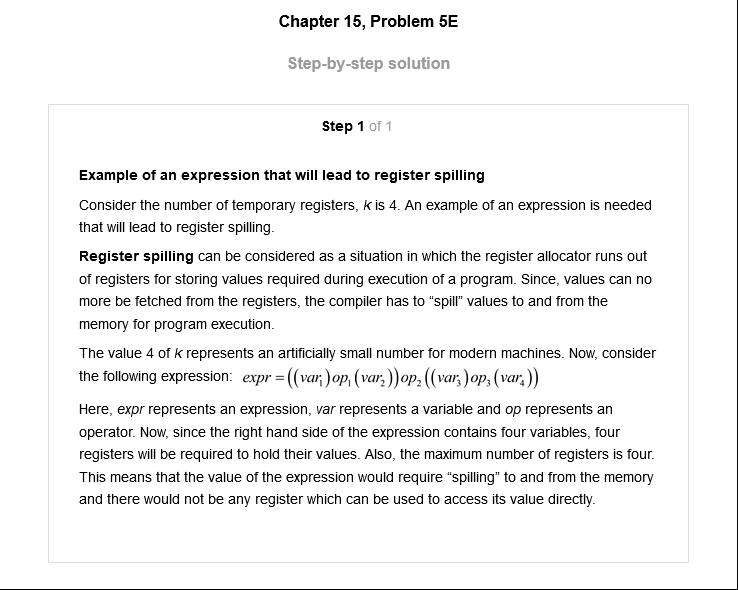 Chapter 15, Problem 5E
Step-by-step solution
Step 1 of 1
Example of an expression that will lead to register spilling
Consider the number of temporary registers, k is 4. An example of an expression is needed
that will lead to register spilling.
Register spilling can be considered as a situation in which the register allocator runs out
of registers for storing values required during execution of a program. Since, values can no
more be fetched from the registers, the compiler has to “spill” values to and from the
memory for program execution.
The value 4 of k represents an artificially small number for modern machines. Now, consider
the following expression: expr = ((var₁)op₁(var₂))op₂((var₃)op₃(var₄))
Here, expr represents an expression, var represents a variable and op represents an
operator. Now, since the right hand side of the expression contains four variables, four
registers will be required to hold their values. Also, the maximum number of registers is four.
This means that the value of the expression would require “spilling” to and from the memory
and there would not be any register which can be used to access its value directly.